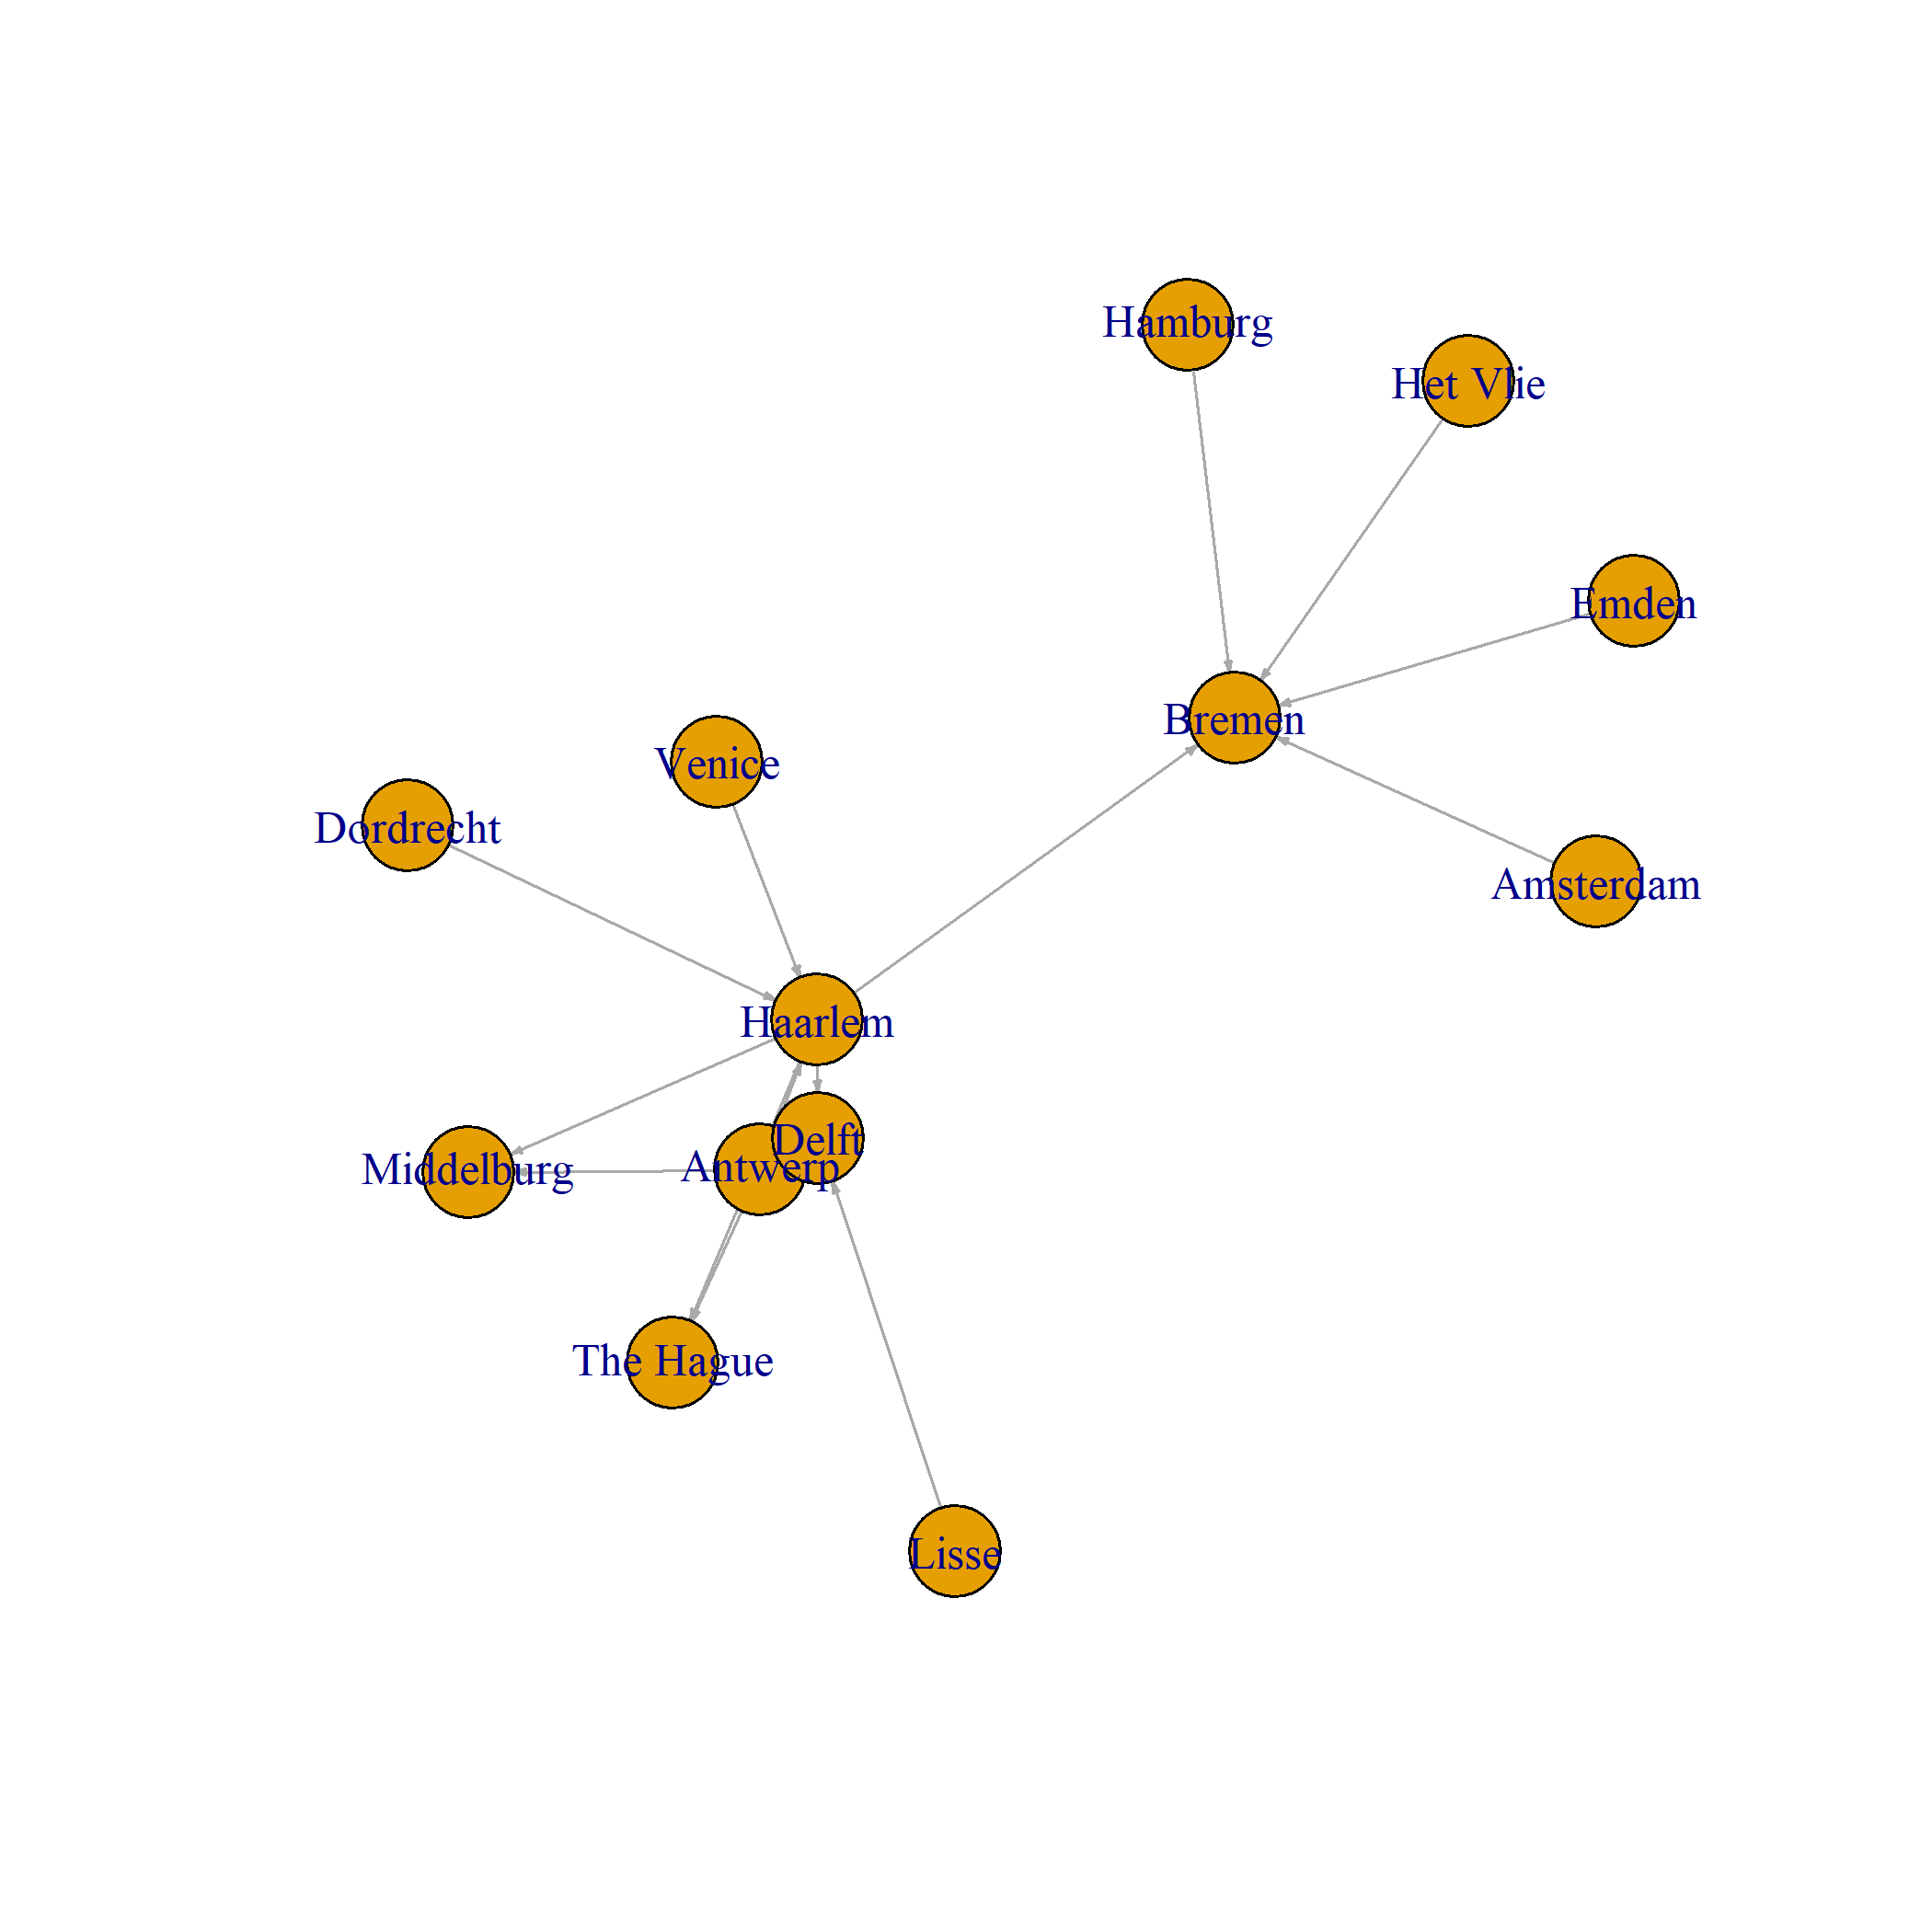 Hamburg
Het Vlie
Emden
Bremen
Venice
Dordrecht
Amsterdam
Haarlem
Delft
Antwerp
Middelburg
The Hague
Lisse